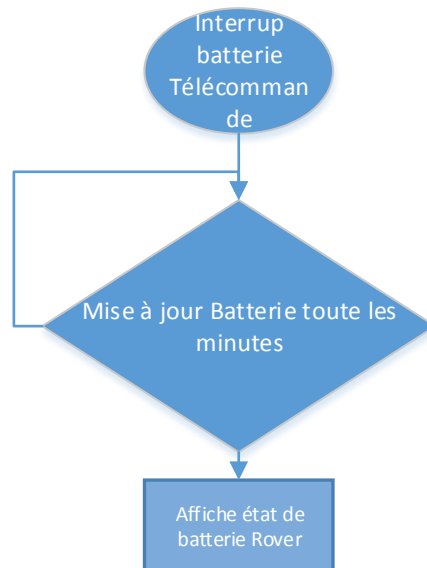 Interrup
batterie
Télécomman
de
Mise à jour Batterie toute les
minutes
Affiche état de
batterie Rover